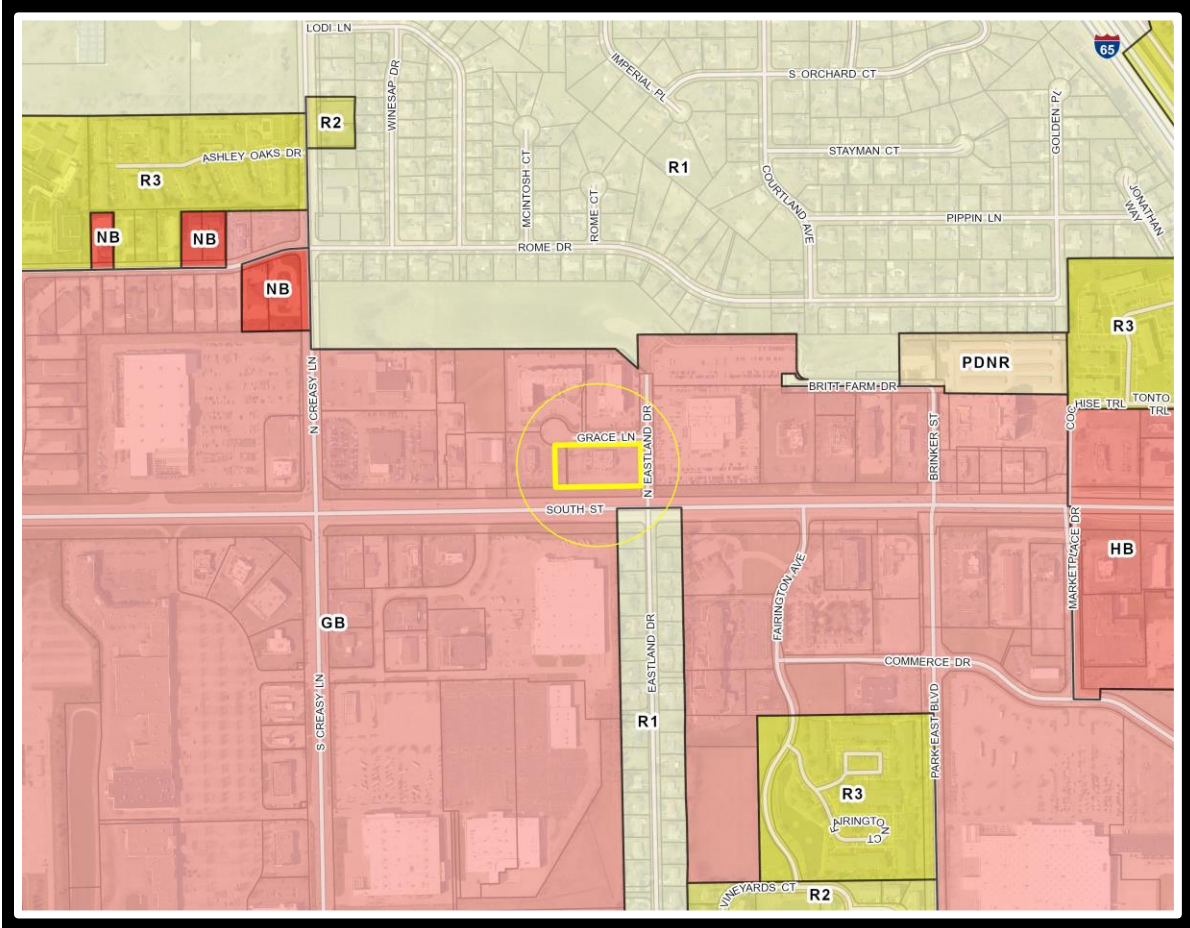 LODI LN
65
IMPERIAL PL
S ORCHARD CT
WINESAP DR
GOLDEN PL
R2
MCINTOSH CT
STAYMAN CT
ASHLEY OAKS DR
R1
R3
COURTLAND AVE
JONATHAN
WAY
ROME CT
PIPPIN LN
NB
NB
ROME DR
NB
R3
PDNR
BRITT FARM DR
N CREASY LN
COCHISE TRL
TONTO
TRL
GRACE LN
N EASTLAND DR
BRINKER ST
SOUTH ST
MARKETPLACE DR
HB
FAIRINGTON AVE
GB
EASTLAND DR
COMMERCE DR
S CREASY LN
R1
PARK EAST BLVD
R3
FAIRINGTON CT
VINEYARDS CT
R2